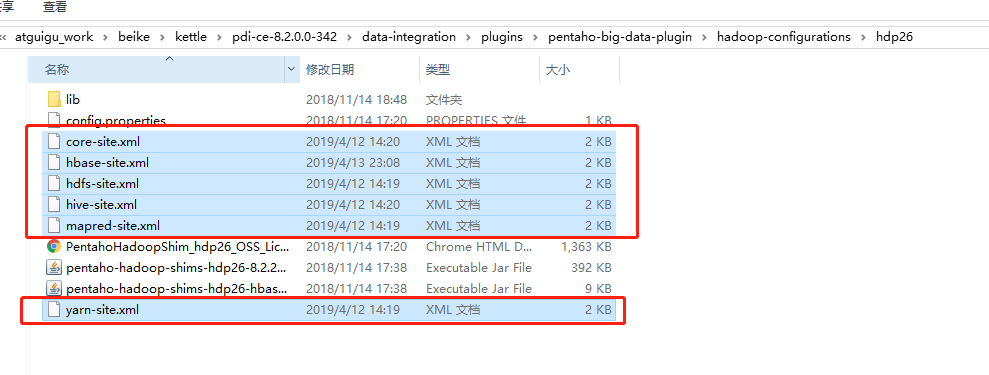 享 查看
« atguigu_work > beike > kettle > pdi-ce-8.2.0.0-342 > data-integration > plugins > pentaho-big-data-plugin > hadoop-configurations > hdp26
名称 修改日期 类型 大小
lib 2018/11/14 18:48 文件夹
config.properties 2018/11/14 17:20 PROPERTIES 文件 1 KB
core-site.xml 2019/4/12 14:20 XML 文档 2 KB
hbase-site.xml 2019/4/13 23:08 XML 文档 2 KB
hdfs-site.xml 2019/4/12 14:19 XML 文档 2 KB
hive-site.xml 2019/4/12 14:20 XML 文档 2 KB
mapred-site.xml 2019/4/12 14:19 XML 文档 2 KB
PentahoHadoopShim_hdp26_OSS_Lic... 2018/11/14 17:20 Chrome HTML D... 1,363 KB
pentaho-hadoop-shims-hdp26-8.2.2... 2018/11/14 17:38 Executable Jar File 392 KB
pentaho-hadoop-shims-hdp26-hbas... 2018/11/14 17:38 Executable Jar File 9 KB
yarn-site.xml 2019/4/12 14:19 XML 文档 2 KB